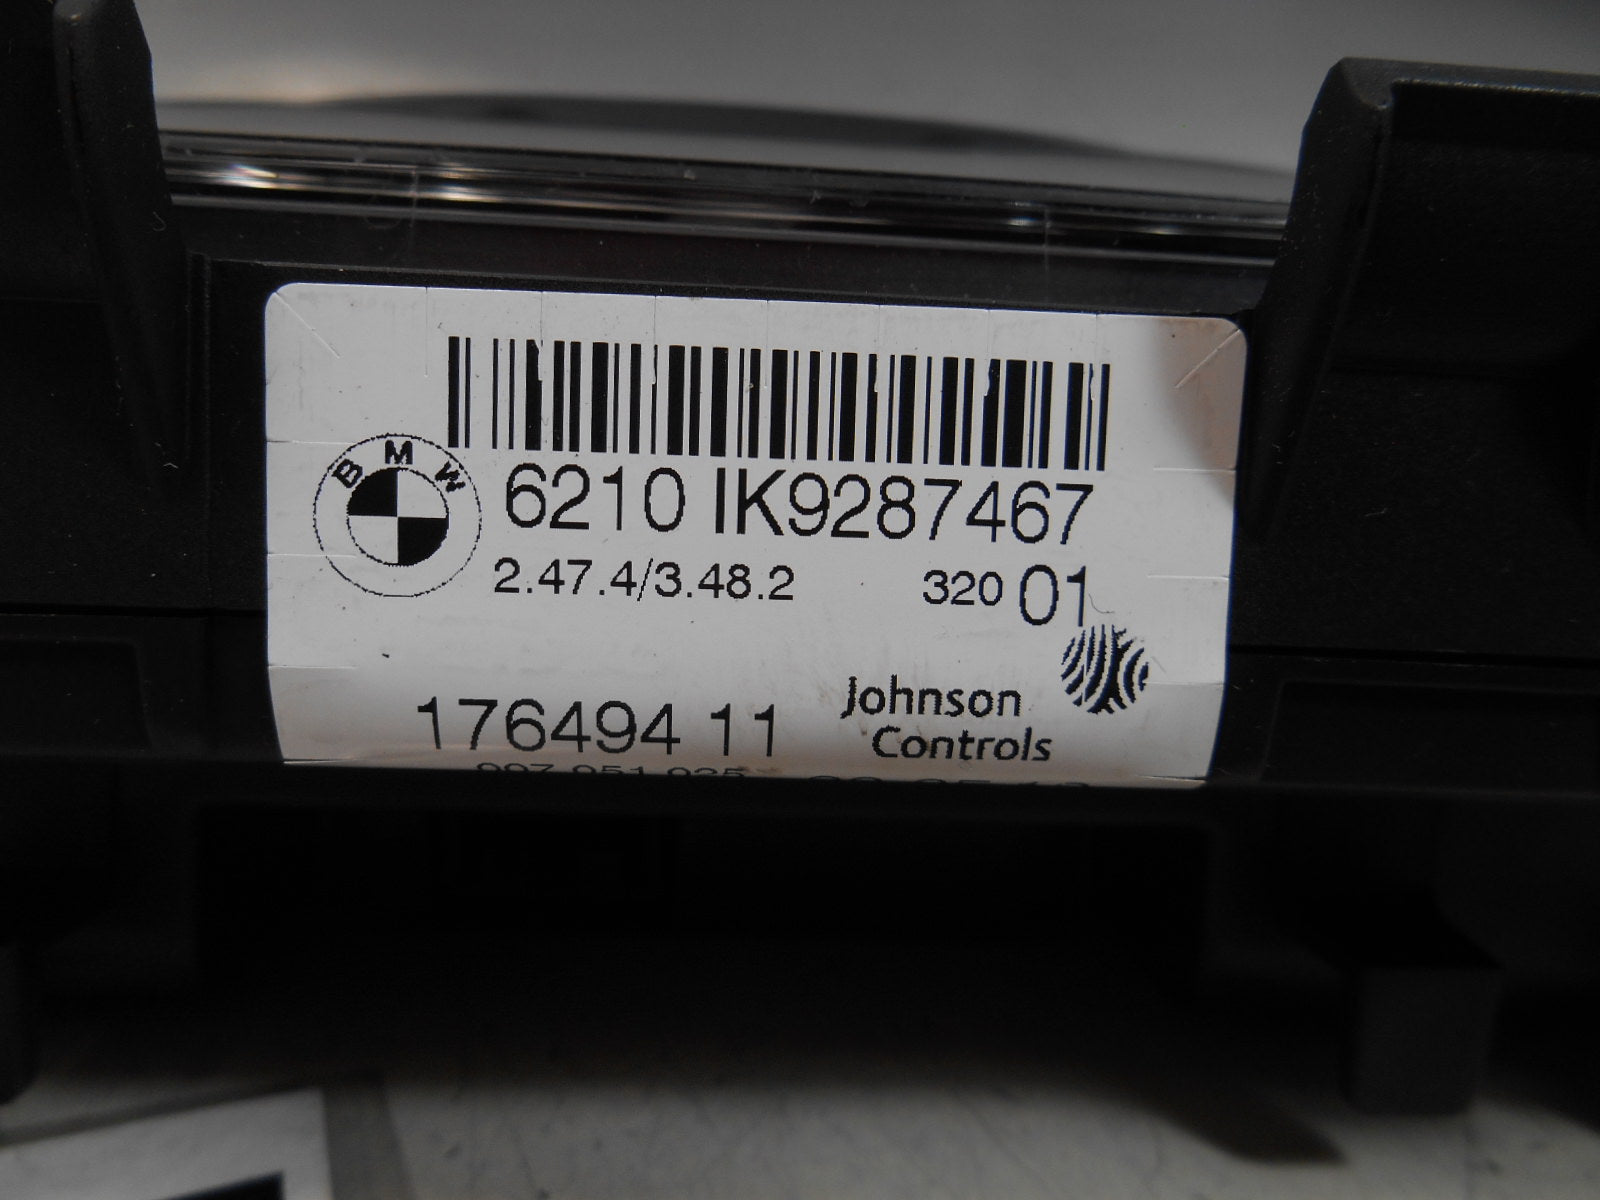 BMW
6210 IK9287467
2.47.4/3.48.2 320 01
Johnson
Controls
176494 11